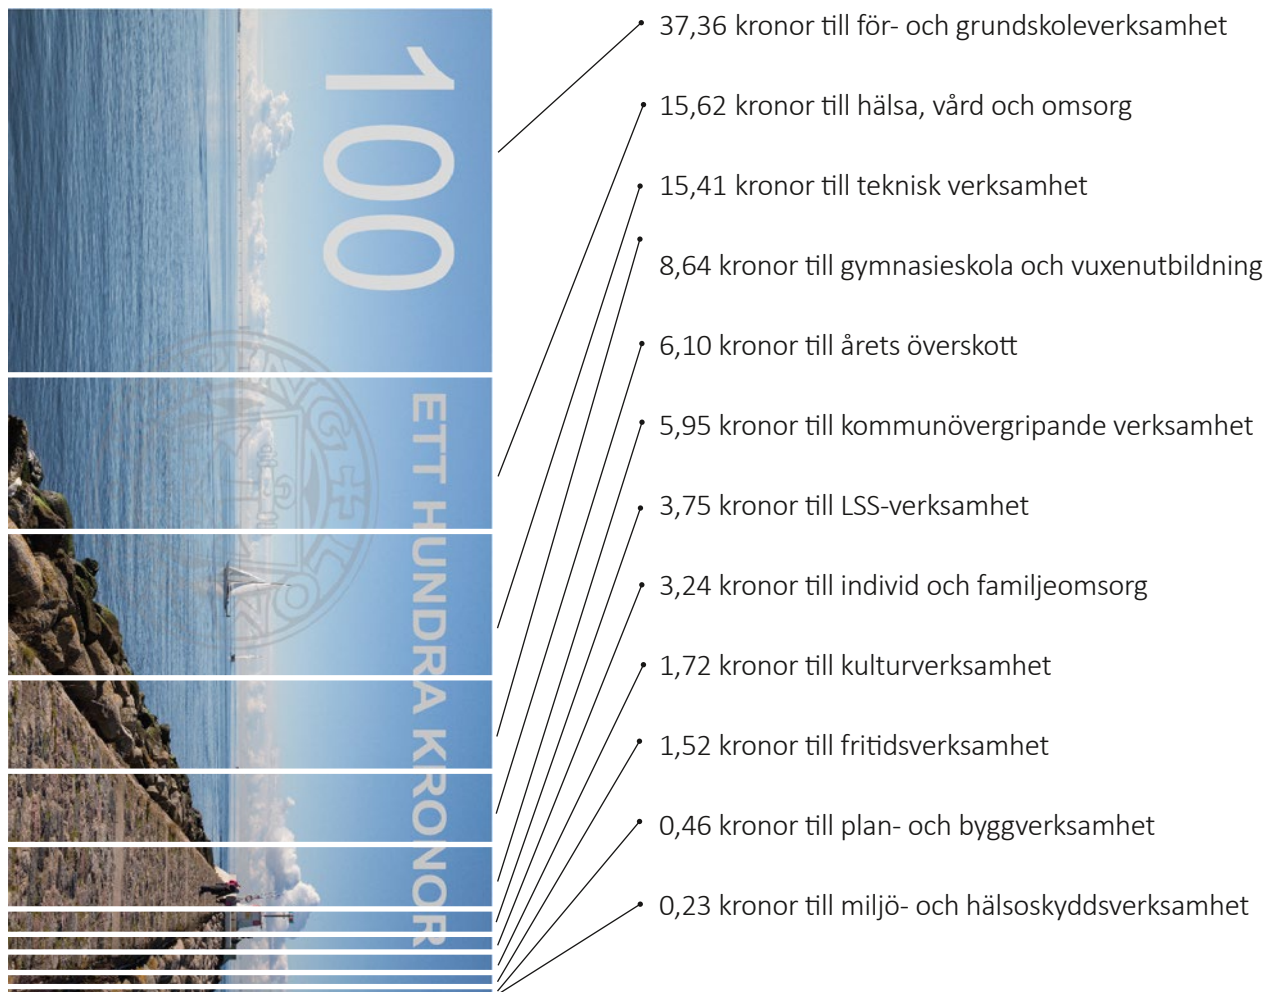 100
ETT HUNDRA KRONOR
37,36 kronor till för- och grundskoleverksamhet
15,62 kronor till hälsa, vård och omsorg
15,41 kronor till teknisk verksamhet
8,64 kronor till gymnasieskola och vuxenutbildning
6,10 kronor till årets överskott
5,95 kronor till kommunövergripande verksamhet
3,75 kronor till LSS-verksamhet
3,24 kronor till individ och familjeomsorg
1,72 kronor till kulturverksamhet
1,52 kronor till fritidsverksamhet
0,46 kronor till plan- och byggverksamhet
0,23 kronor till miljö- och hälsoskyddsverksamhet